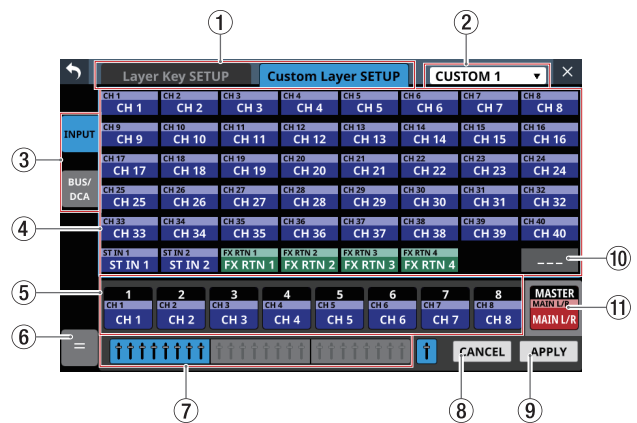 ① ②
Layer Key SETUP Custom Layer SETUP CUSTOM 1 ▼ ×
CH 1 CH 2 CH 3 CH 4 CH 5 CH 6 CH 7 CH 8
CH 1 CH 2 CH 3 CH 4 CH 5 CH 6 CH 7 CH 8
INPUT
CH 9 CH 10 CH 11 CH 12 CH 13 CH 14 CH 15 CH 16
CH 9 CH 10 CH 11 CH 12 CH 13 CH 14 CH 15 CH 16
③
CH 17 CH 18 CH 19 CH 20 CH 21 CH 22 CH 23 CH 24
CH 17 CH 18 CH 19 CH 20 CH 21 CH 22 CH 23 CH 24
BUS/
DCA
CH 25 CH 26 CH 27 CH 28 CH 29 CH 30 CH 31 CH 32
CH 25 CH 26 CH 27 CH 28 CH 29 CH 30 CH 31 CH 32
④
CH 33 CH 34 CH 35 CH 36 CH 37 CH 38 CH 39 CH 40
CH 33 CH 34 CH 35 CH 36 CH 37 CH 38 CH 39 CH 40
ST IN 1 ST IN 2 FX RTN 1 FX RTN 2 FX RTN 3 FX RTN 4
ST IN 1 ST IN 2 FX RTN 1 FX RTN 2 FX RTN 3 FX RTN 4 ___ ⑩
⑤ 1 2 3 4 5 6 7 8 MASTER
CH 1 CH 2 CH 3 CH 4 CH 5 CH 6 CH 7 CH 8 MAIN L/R
CH 1 CH 2 CH 3 CH 4 CH 5 CH 6 CH 7 CH 8 MAIN L/R ⑪
⑥ = CANCEL APPLY
⑦ ⑧ ⑨